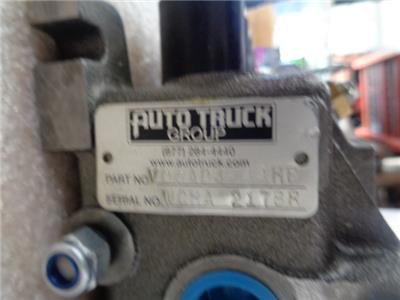 AUTO TRUCK
GROUP
(877) 284-4440
www.autotruck.com
PART NO.
SERIAL NO.